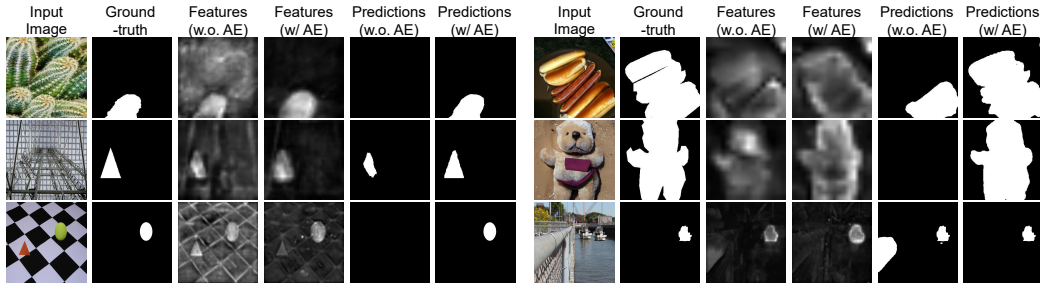 Input Image
Ground -truth
Features (w.o. AE)
Features (w/ AE)
Predictions (w.o. AE)
Predictions (w/ AE)
Input Image
Ground -truth
Features (w.o. AE)
Features (w/ AE)
Predictions (w.o. AE)
Predictions (w/ AE)